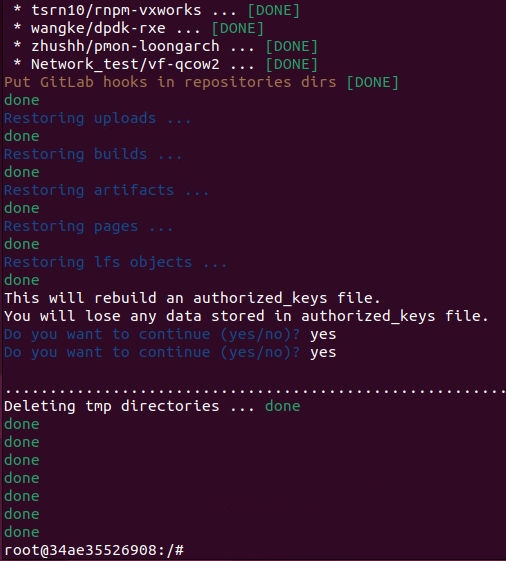 * tsrn10/rnpm-vxworks ... [DONE]
* wangke/dpdk-rxe ... [DONE]
* zhushh/pmon-loongarch ... [DONE]
* Network_test/vf-qcow2 ... [DONE]
Put GitLab hooks in repositories dirs [DONE]
done
Restoring uploads ...
done
Restoring builds ...
done
Restoring artifacts ...
done
Restoring pages ...
done
Restoring lfs objects ...
done
This will rebuild an authorized_keys file.
You will lose any data stored in authorized_keys file.
Do you want to continue (yes/no)? yes
Do you want to continue (yes/no)? yes
........................................................
Deleting tmp directories ... done
done
done
done
done
done
done
done
root@34ae35526908:/#